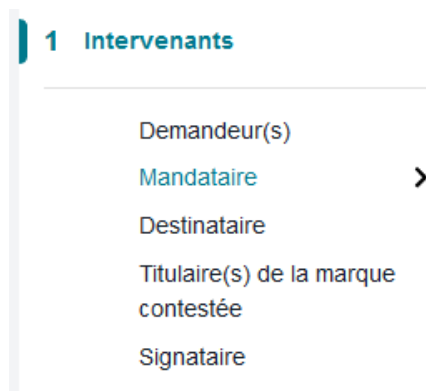 1 Intervenants
Demandeur(s)
Mandataire
Destinataire
Titulaire(s) de la marque
contestée
Signataire